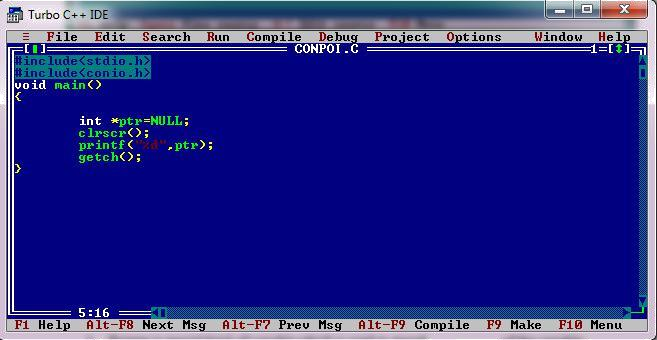 Turbo C++ IDE
≡ File Edit Search Run Compile Debug Project Options Window Help
[■] CONPOI.C 1=[↕]
#include<stdio.h>
#include<conio.h>
void main()
{
int *ptr=NULL;
clrscr();
printf("%d",ptr);
getch();
}
5:16
F1 Help Alt-F8 Next Msg Alt-F7 Prev Msg Alt-F9 Compile F9 Make F10 Menu